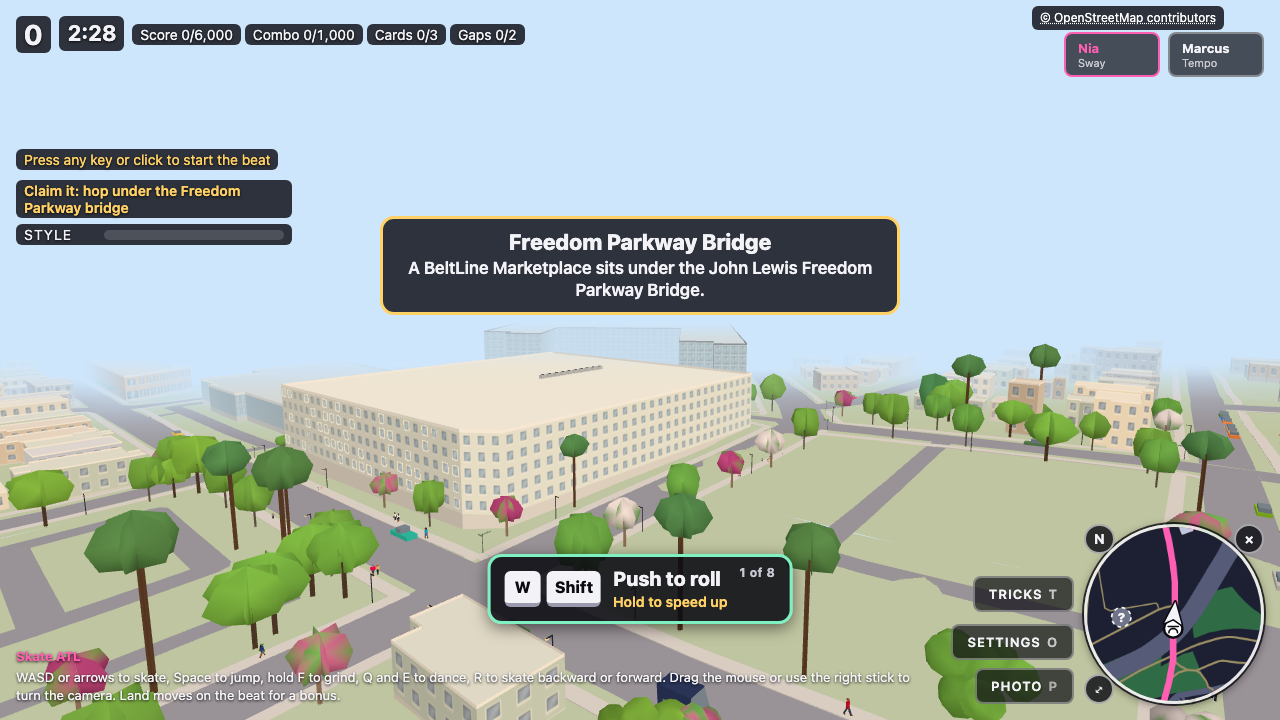 0
2:28
Score 0/6,000
Combo 0/1,000
Cards 0/3
Gaps 0/2
© OpenStreetMap contributors
Nia
Sway
Marcus
Tempo
Press any key or click to start the beat
Claim it: hop under the Freedom
Parkway bridge
STYLE
Freedom Parkway Bridge
A BeltLine Marketplace sits under the John Lewis Freedom
Parkway Bridge.
W
Shift
Push to roll
1 of 8
Hold to speed up
N
×
?
TRICKS T
SETTINGS O
PHOTO P
Skate ATL
WASD or arrows to skate, Space to jump, hold F to grind, Q and E to dance, R to skate backward or forward. Drag the mouse or use the right stick to
turn the camera. Land moves on the beat for a bonus.